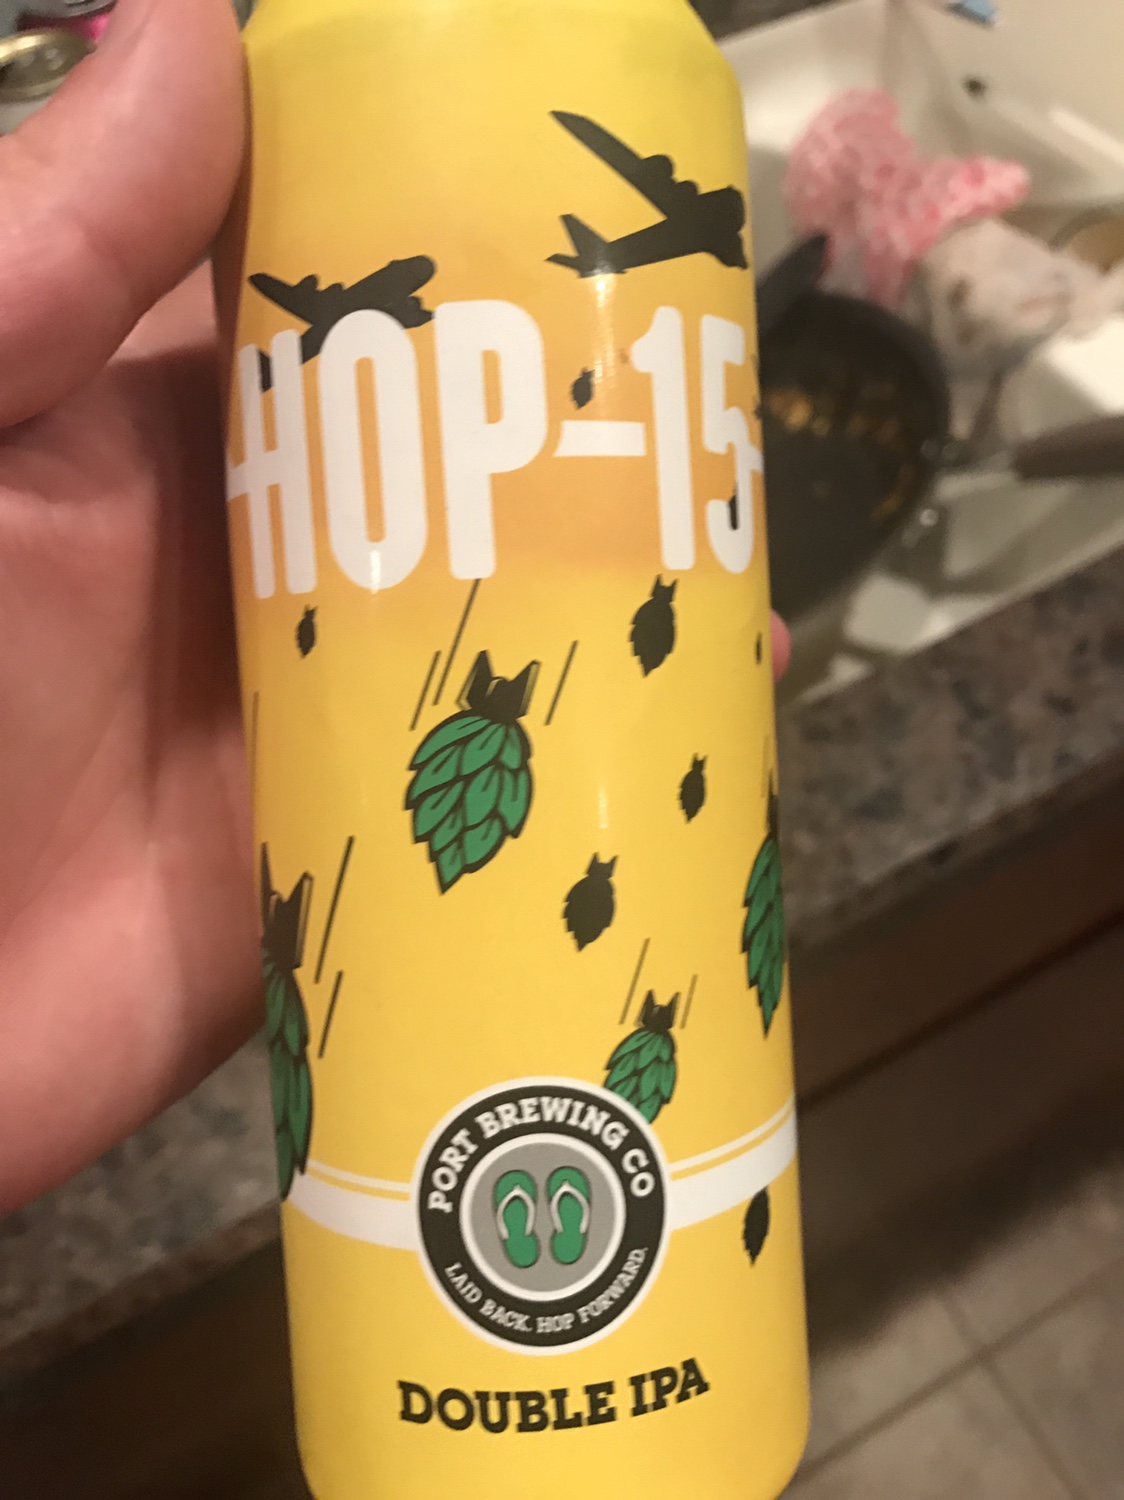 HOP-15
PORT BREWING CO
LAID BACK. HOP FORWARD.
DOUBLE IPA